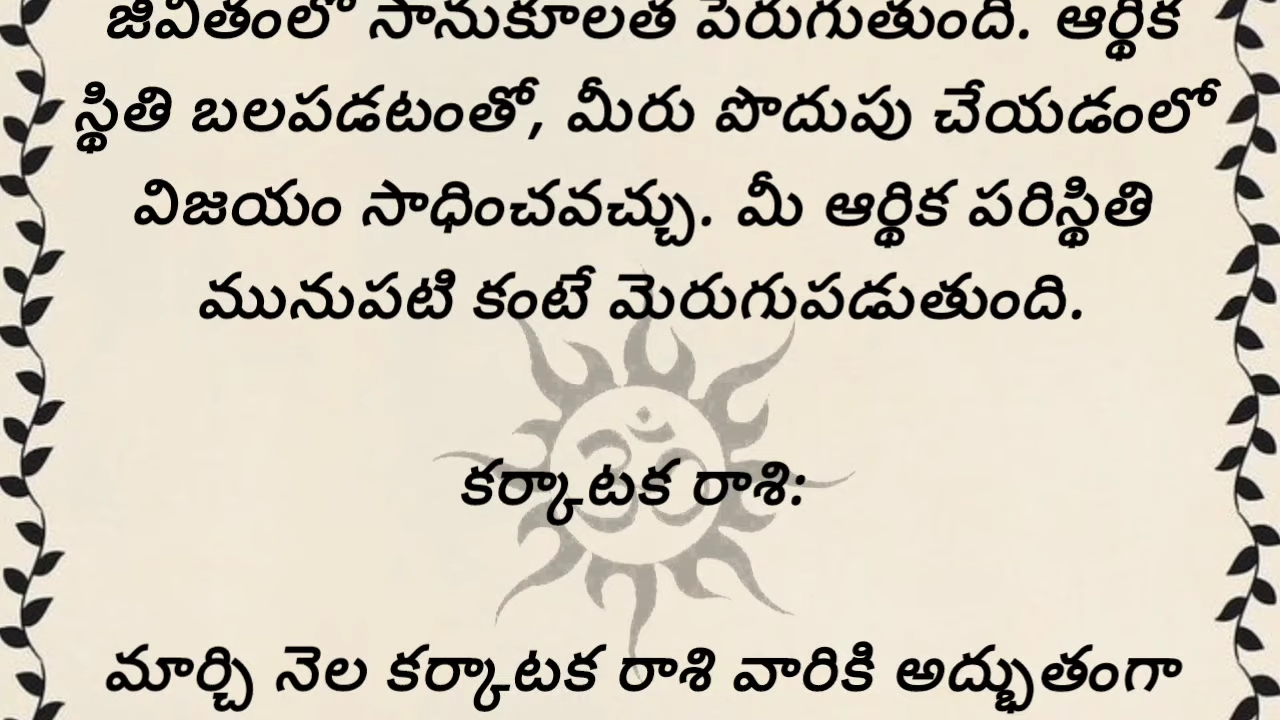 జీవితంలో సానుకూలత పెరుగుతుంది. ఆర్థిక
స్థితి బలపడటంతో, మీరు పొదుపు చేయడంలో
విజయం సాధించవచ్చు. మీ ఆర్థిక పరిస్థితి
మునుపటి కంటే మెరుగుపడుతుంది.
కర్కాటక రాశి:
మార్చి నెల కర్కాటక రాశి వారికి అద్భుతంగా